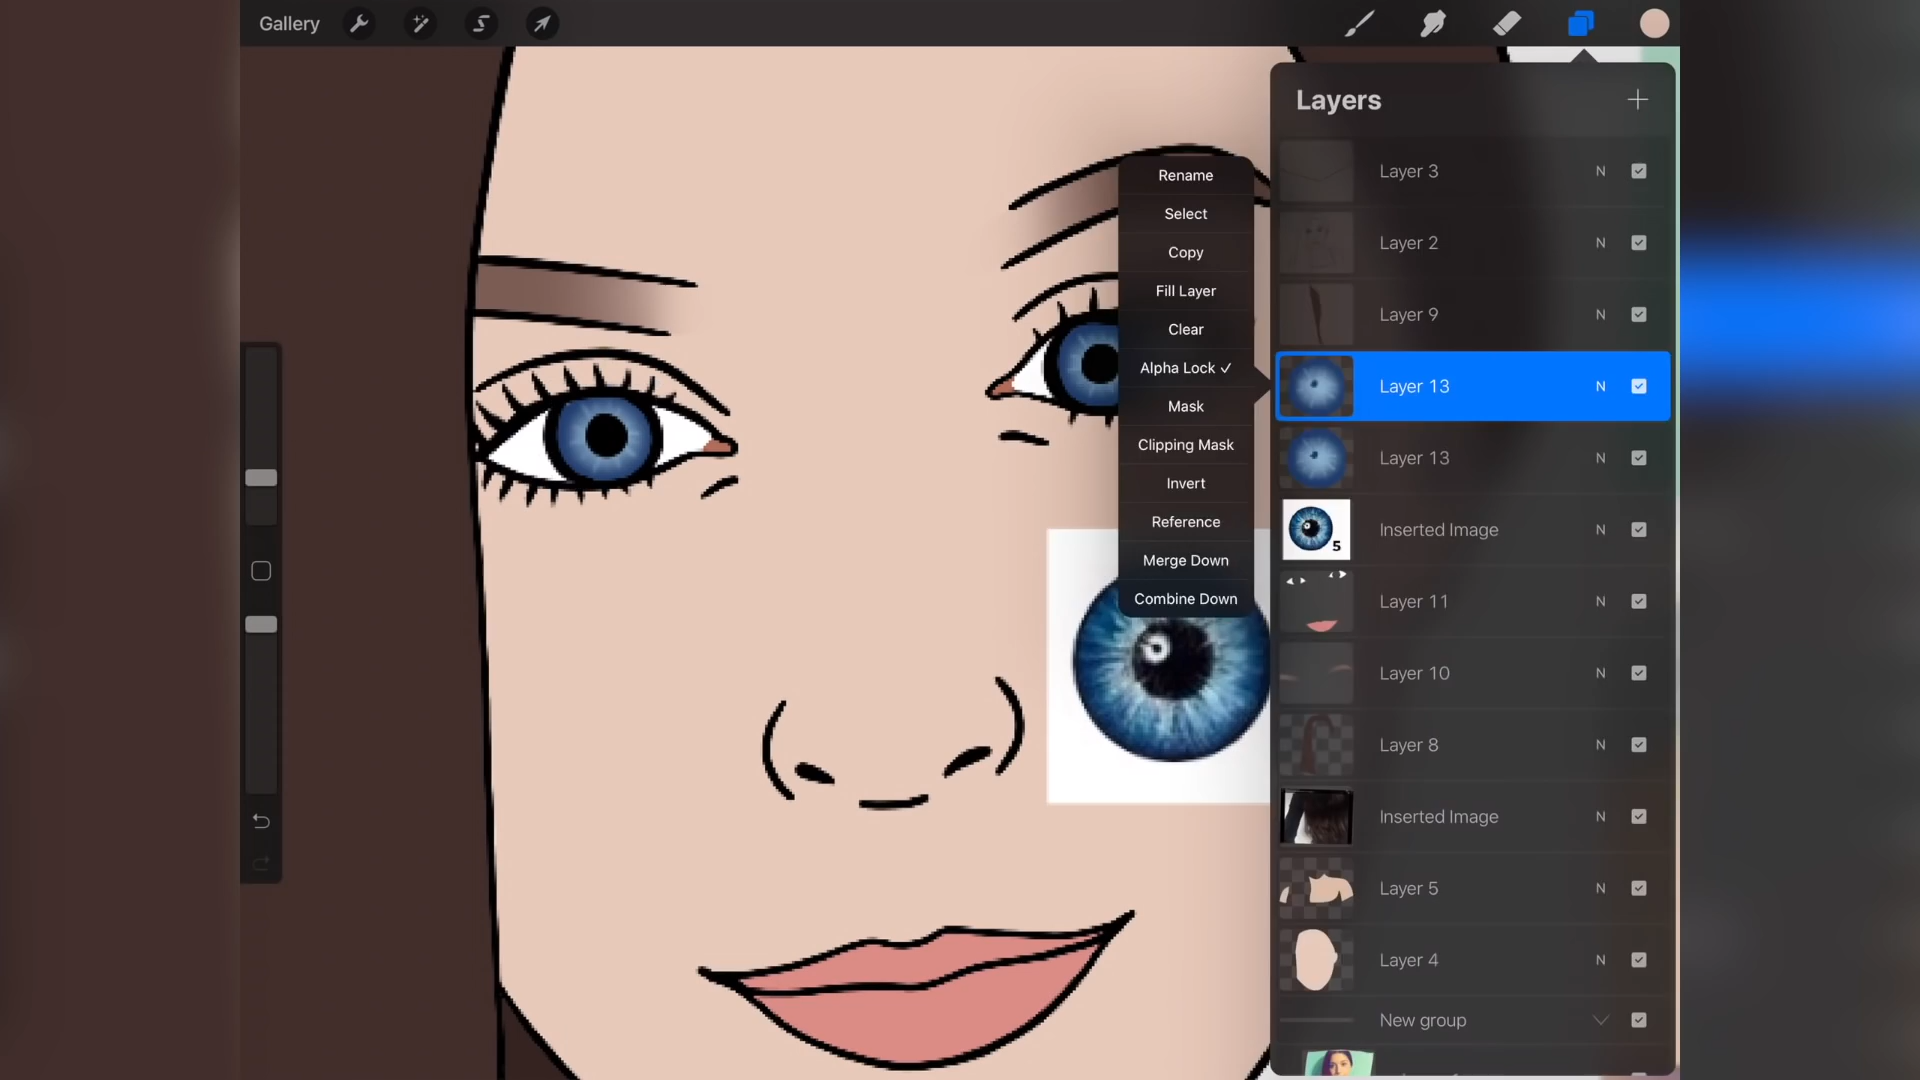 Gallery
Layers
Rename
Select
Copy
Fill Layer
Clear
Alpha Lock ✓
Mask
Clipping Mask
Invert
Reference
Merge Down
Combine Down
Layer 3 N
Layer 2 N
Layer 9 N
Layer 13 N
Layer 13 N
5 Inserted Image N
Layer 11 N
Layer 10 N
Layer 8 N
Inserted Image N
Layer 5 N
Layer 4 N
New group